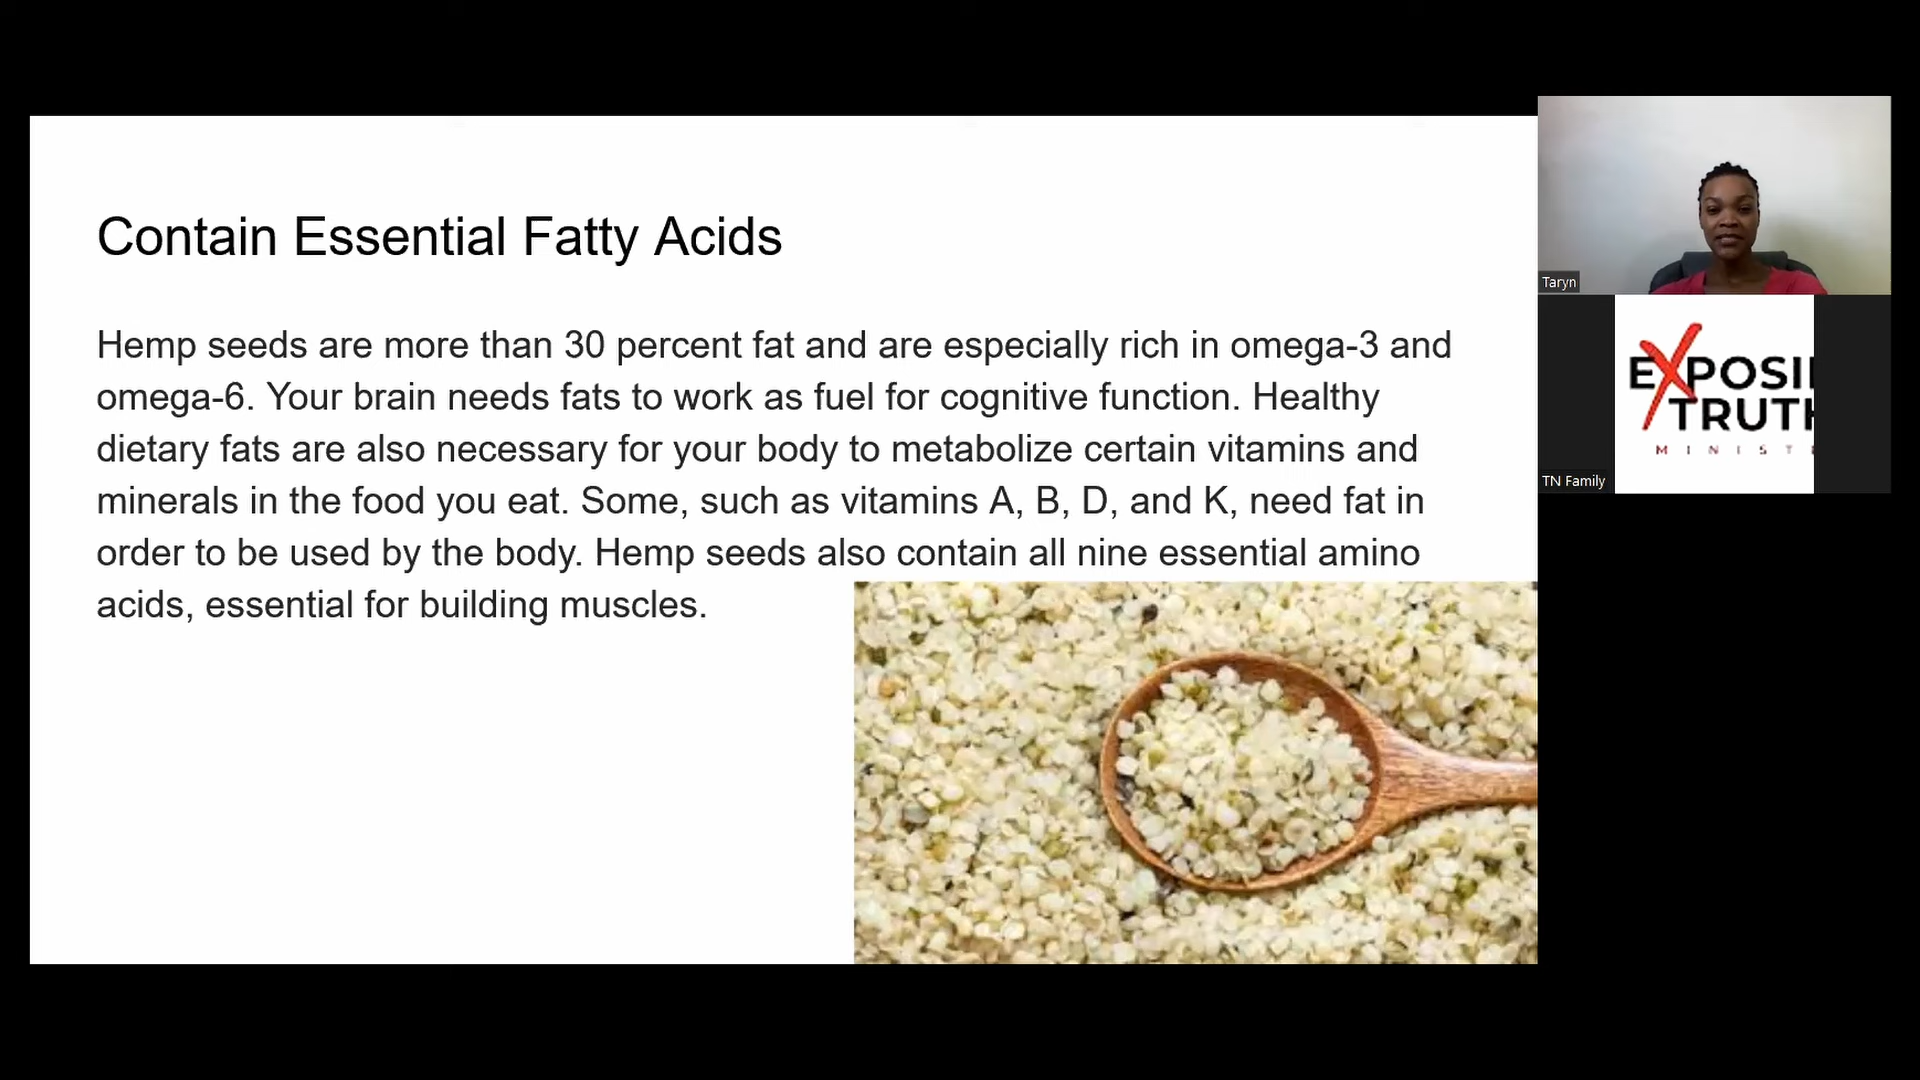 Contain Essential Fatty Acids
Hemp seeds are more than 30 percent fat and are especially rich in omega-3 and
omega-6. Your brain needs fats to work as fuel for cognitive function. Healthy
dietary fats are also necessary for your body to metabolize certain vitamins and
minerals in the food you eat. Some, such as vitamins A, B, D, and K, need fat in
order to be used by the body. Hemp seeds also contain all nine essential amino
acids, essential for building muscles.
Taryn
EXPOSI
TRUTH
MINIST
TN Family